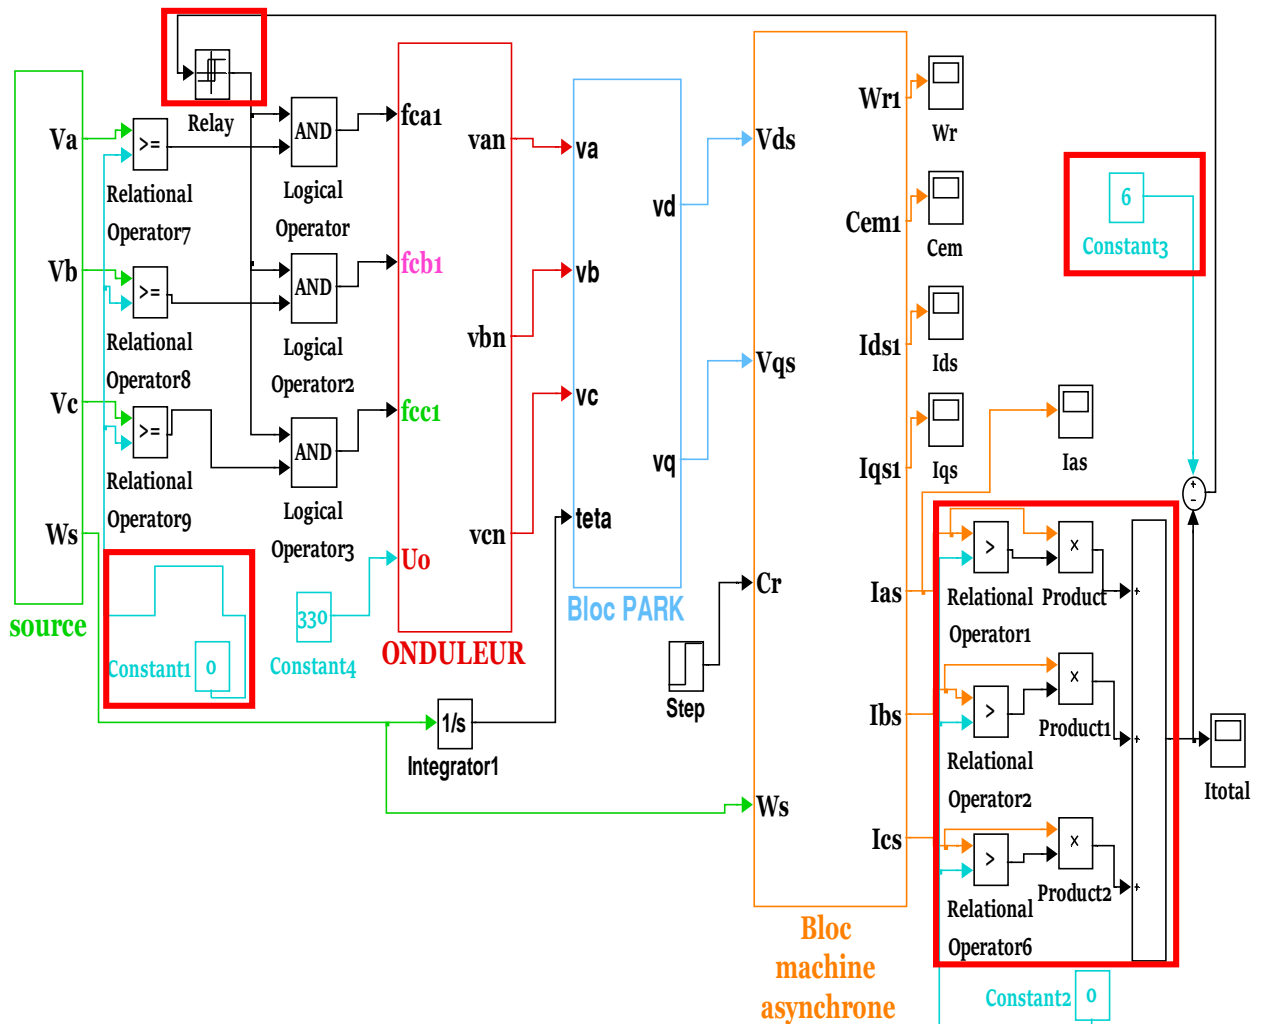 Va
Vb
Vc
Ws
source
Relay
>=
Relational
Operator7
>=
Relational
Operator8
>=
Relational
Operator9
Constant1
0
AND
Logical
Operator
AND
Logical
Operator2
AND
Logical
Operator3
330
Constant4
fca1
fcb1
fcc1
Uo
van
vbn
vcn
ONDULEUR
1/s
Integrator1
va
vb
vc
teta
vd
vq
Bloc PARK
Step
Vds
Vqs
Cr
Ws
Wr1
Cem1
Ids1
Iqs1
Ias
Ibs
Ics
Bloc
machine
asynchrone
Wr
Cem
Ids
Iqs
Ias
6
Constant3
+
-
>
Relational
Operator1
x
Product
+
>
Relational
Operator2
x
Product1
+
>
Relational
Operator6
x
Product2
+
Itotal
Constant2
0